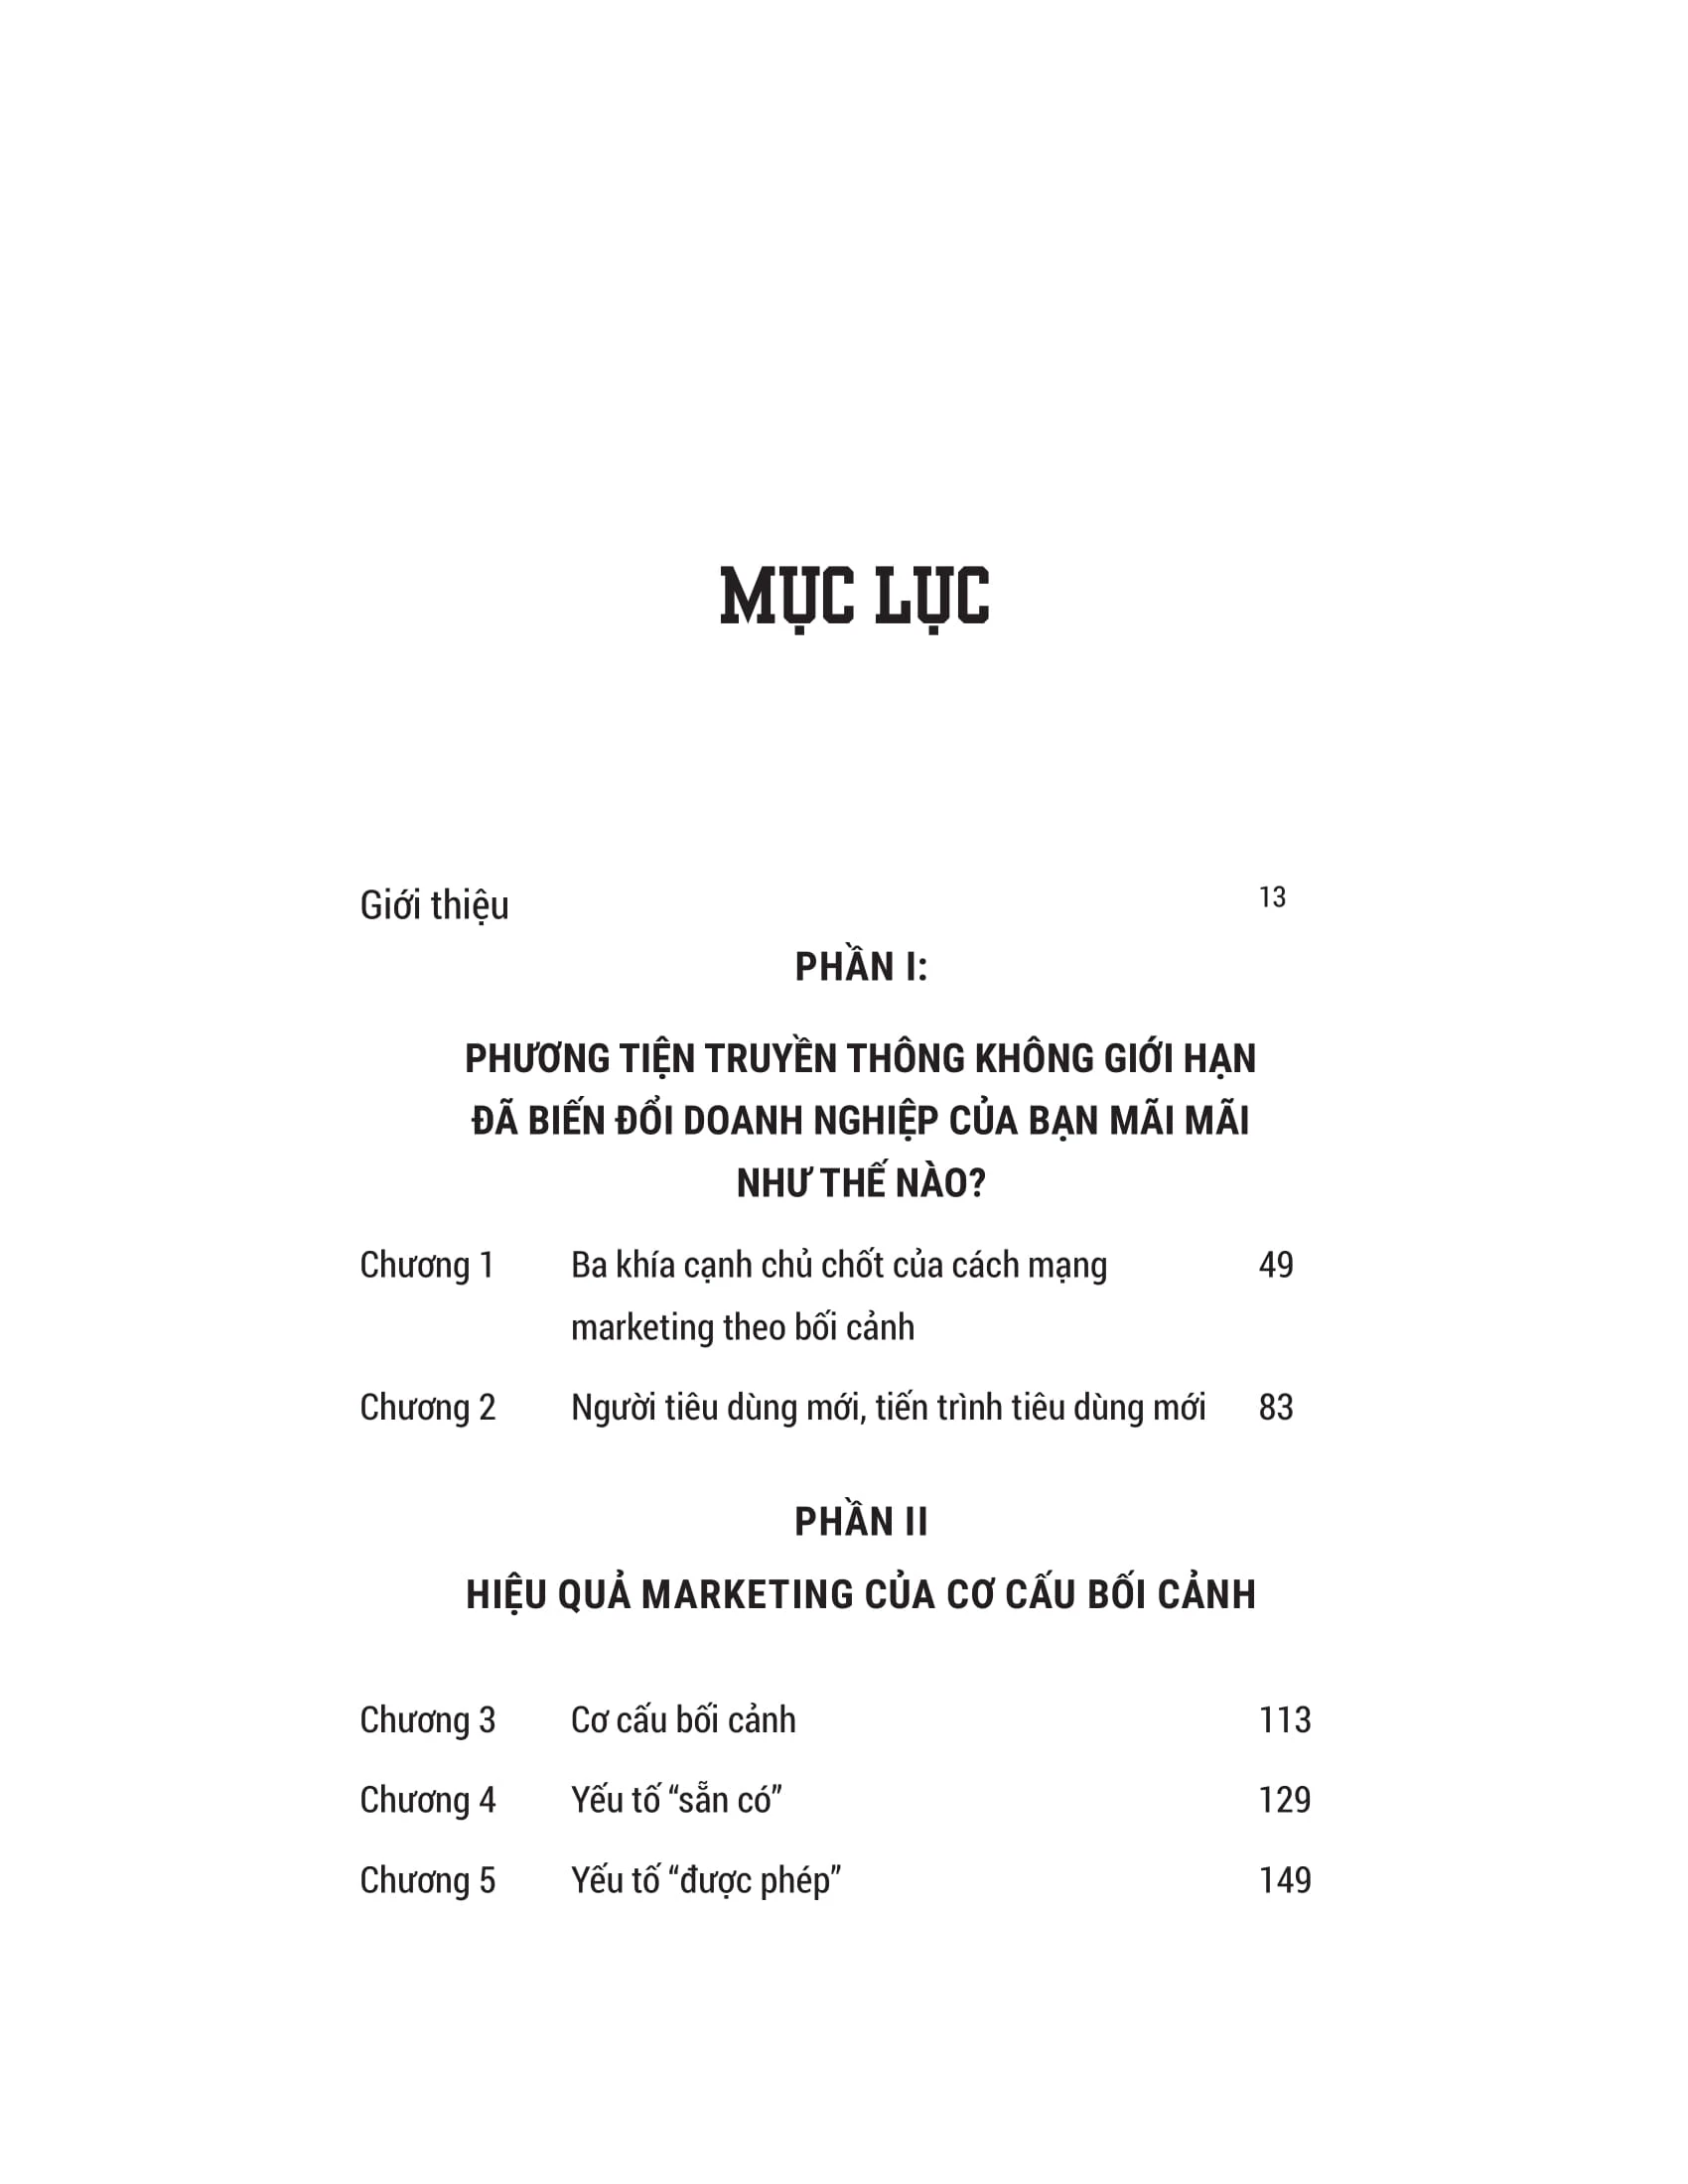 MỤC LỤC
Giới thiệu 13
PHẦN I:
PHƯƠNG TIỆN TRUYỀN THÔNG KHÔNG GIỚI HẠN
ĐÃ BIẾN ĐỔI DOANH NGHIỆP CỦA BẠN MÃI MÃI
NHƯ THẾ NÀO?
Chương 1 Ba khía cạnh chủ chốt của cách mạng 49
marketing theo bối cảnh
Chương 2 Người tiêu dùng mới, tiến trình tiêu dùng mới 83
PHẦN II
HIỆU QUẢ MARKETING CỦA CƠ CẤU BỐI CẢNH
Chương 3 Cơ cấu bối cảnh 113
Chương 4 Yếu tố “sẵn có” 129
Chương 5 Yếu tố “được phép” 149